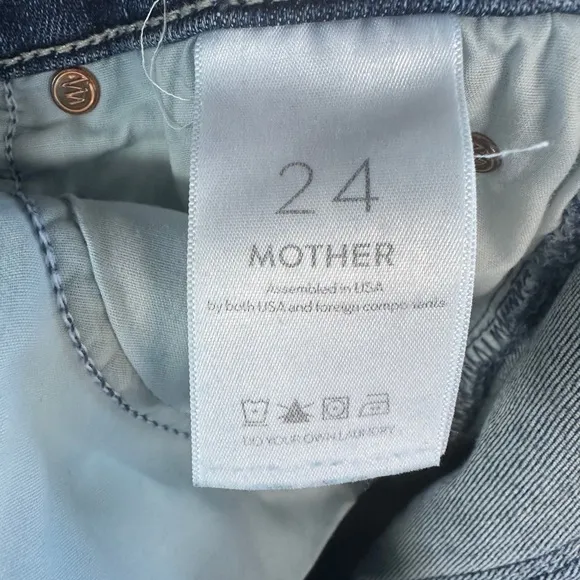 24
MOTHER
Assembled in USA
by both USA and foreign components
DO YOUR OWN LAUNDRY